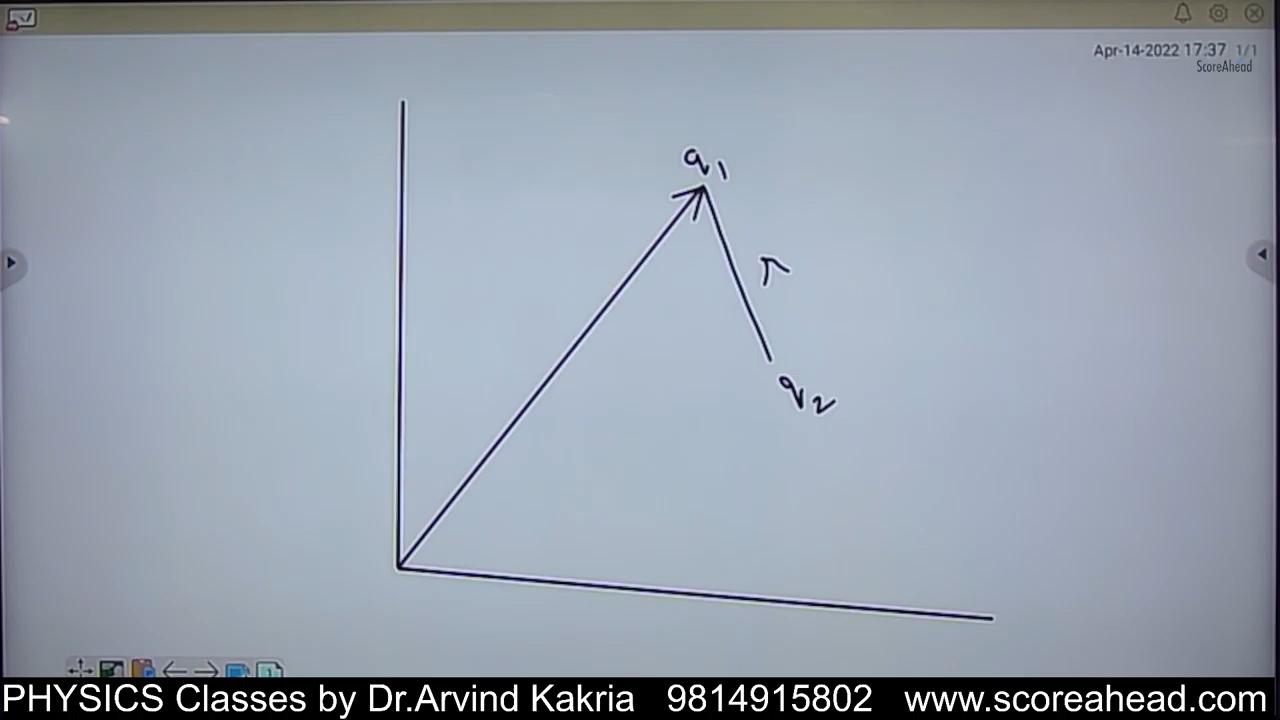 Apr-14-2022 17:37 1/1
ScoreAhead
q1
r
q2
PHYSICS Classes by Dr.Arvind Kakria 9814915802 www.scoreahead.com